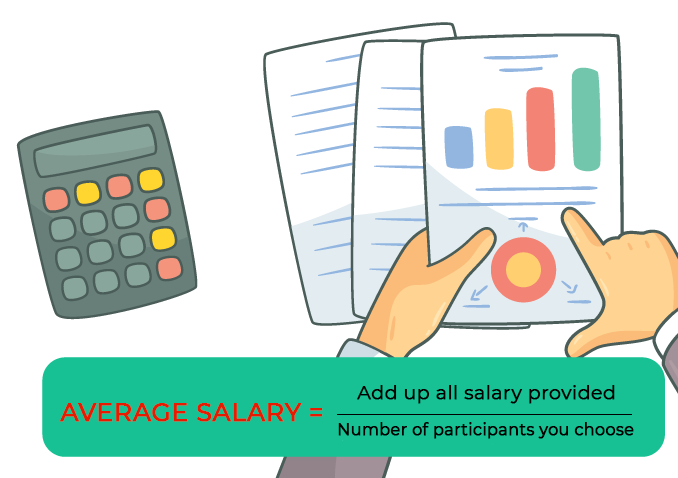 AVERAGE SALARY =
Add up all salary provided
Number of participants you choose